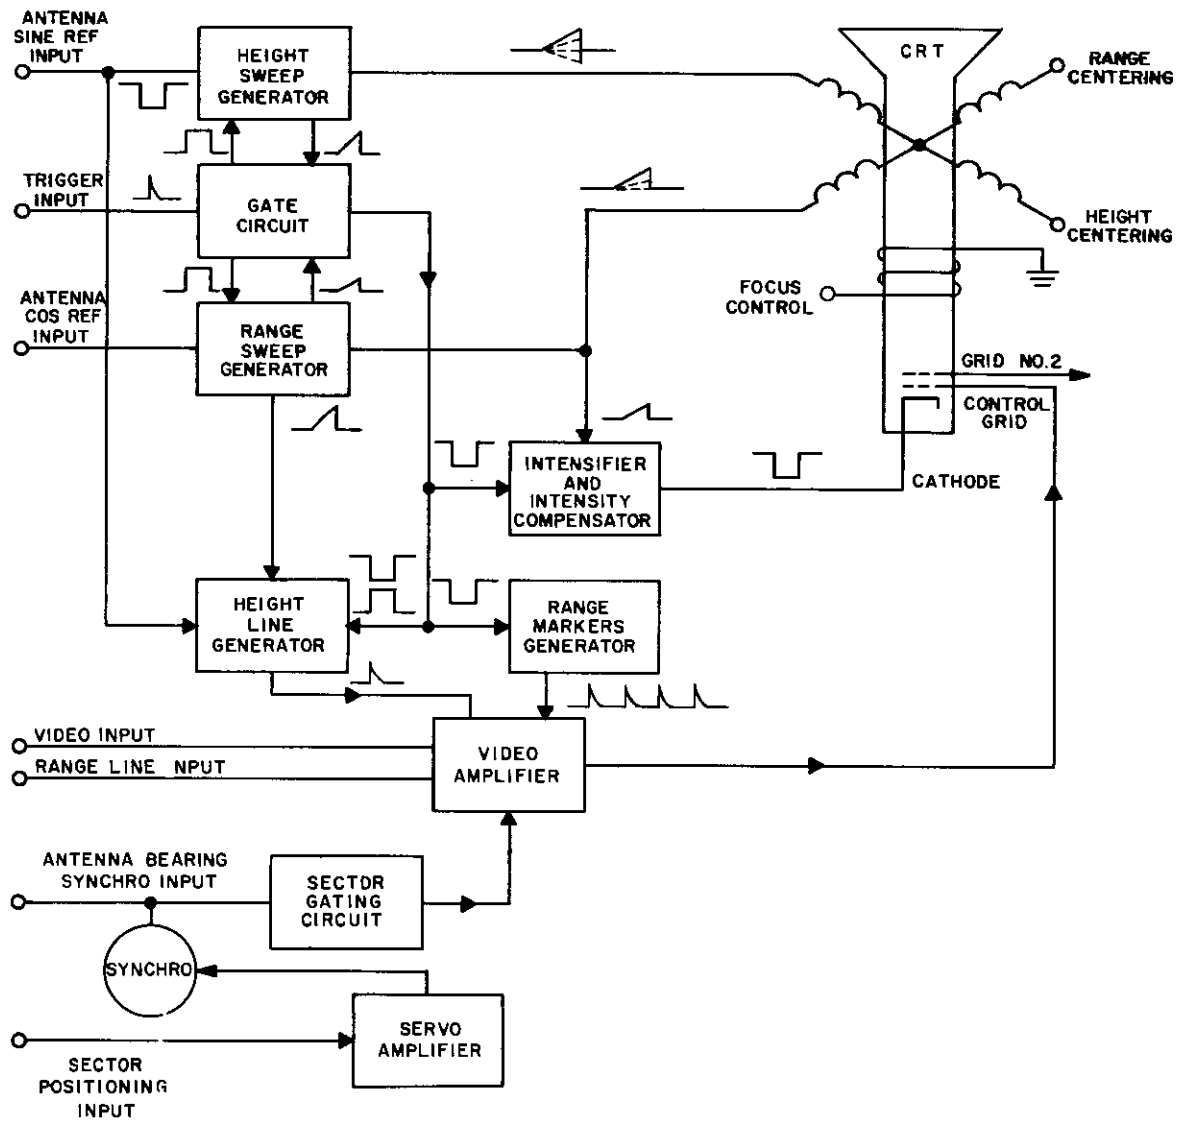 ANTENNA
SINE REF
INPUT
HEIGHT
SWEEP
GENERATOR
CRT
RANGE
CENTERING
TRIGGER
INPUT
GATE
CIRCUIT
HEIGHT
CENTERING
ANTENNA
COS REF
INPUT
RANGE
SWEEP
GENERATOR
FOCUS
CONTROL
GRID NO.2
CONTROL
GRID
CATHODE
INTENSIFIER
AND
INTENSITY
COMPENSATOR
HEIGHT
LINE
GENERATOR
RANGE
MARKERS
GENERATOR
VIDEO INPUT
RANGE LINE NPUT
VIDEO
AMPLIFIER
ANTENNA BEARING
SYNCHRO INPUT
SECTOR
GATING
CIRCUIT
SYNCHRO
SERVO
AMPLIFIER
SECTOR
POSITIONING
INPUT